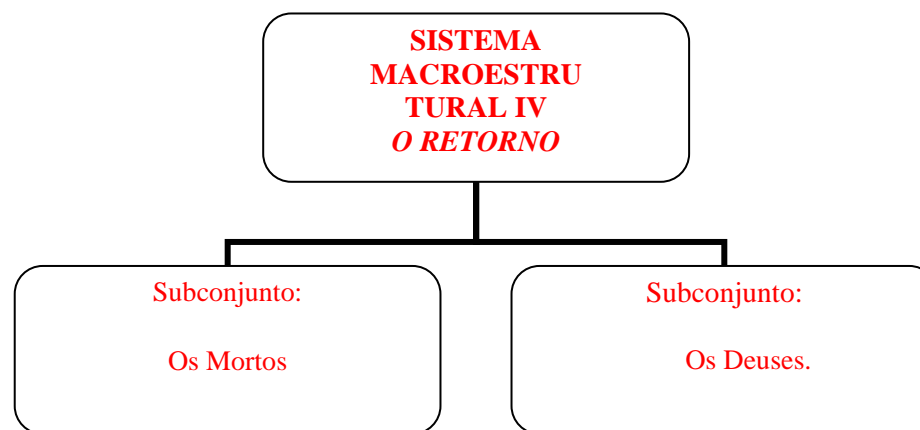 SISTEMA
MACROESTRU
TURAL IV
O RETORNO
Subconjunto:
Os Mortos
Subconjunto:
Os Deuses.